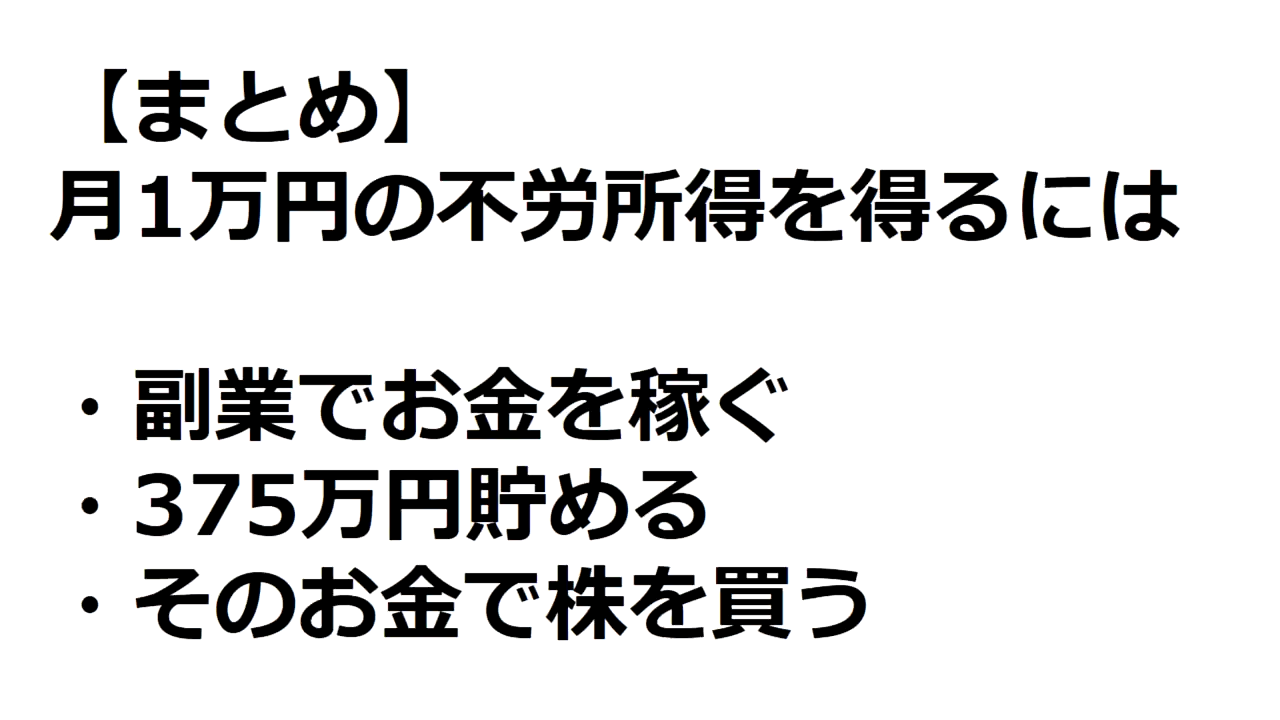 【まとめ】
月1万円の不労所得を得るには
・副業でお金を稼ぐ
・375万円貯める
・そのお金で株を買う